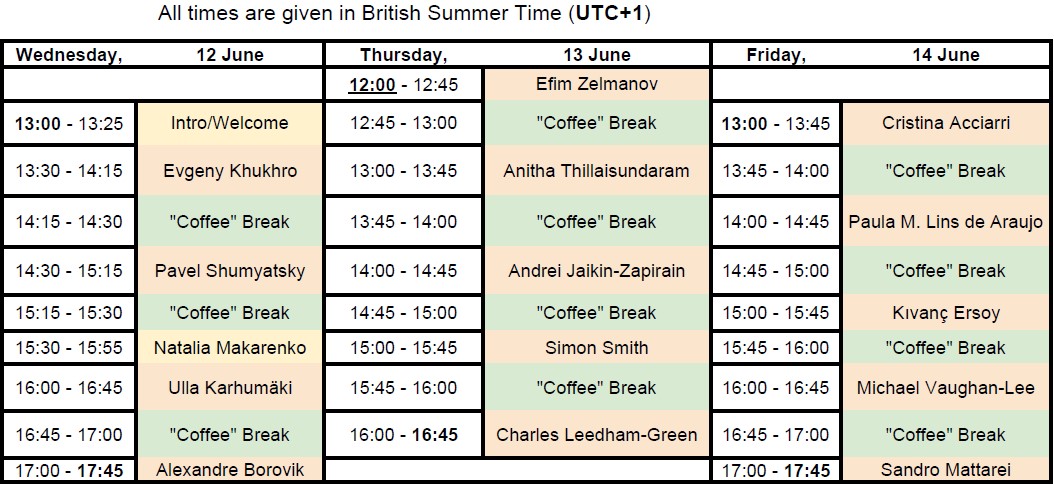 All times are given in British Summer Time (UTC+1)
Wednesday, 12 June Thursday, 13 June Friday, 14 June
12:00 - 12:45 Efim Zelmanov
13:00 - 13:25 Intro/Welcome 12:45 - 13:00 "Coffee" Break 13:00 - 13:45 Cristina Acciarri
13:30 - 14:15 Evgeny Khukhro 13:00 - 13:45 Anitha Thillaisundaram 13:45 - 14:00 "Coffee" Break
14:15 - 14:30 "Coffee" Break 13:45 - 14:00 "Coffee" Break 14:00 - 14:45 Paula M. Lins de Araujo
14:30 - 15:15 Pavel Shumyatsky 14:00 - 14:45 Andrei Jaikin-Zapirain 14:45 - 15:00 "Coffee" Break
15:15 - 15:30 "Coffee" Break 14:45 - 15:00 "Coffee" Break 15:00 - 15:45 Kıvanç Ersoy
15:30 - 15:55 Natalia Makarenko 15:00 - 15:45 Simon Smith 15:45 - 16:00 "Coffee" Break
16:00 - 16:45 Ulla Karhumäki 15:45 - 16:00 "Coffee" Break 16:00 - 16:45 Michael Vaughan-Lee
16:45 - 17:00 "Coffee" Break 16:00 - 16:45 Charles Leedham-Green 16:45 - 17:00 "Coffee" Break
17:00 - 17:45 Alexandre Borovik 17:00 - 17:45 Sandro Mattarei